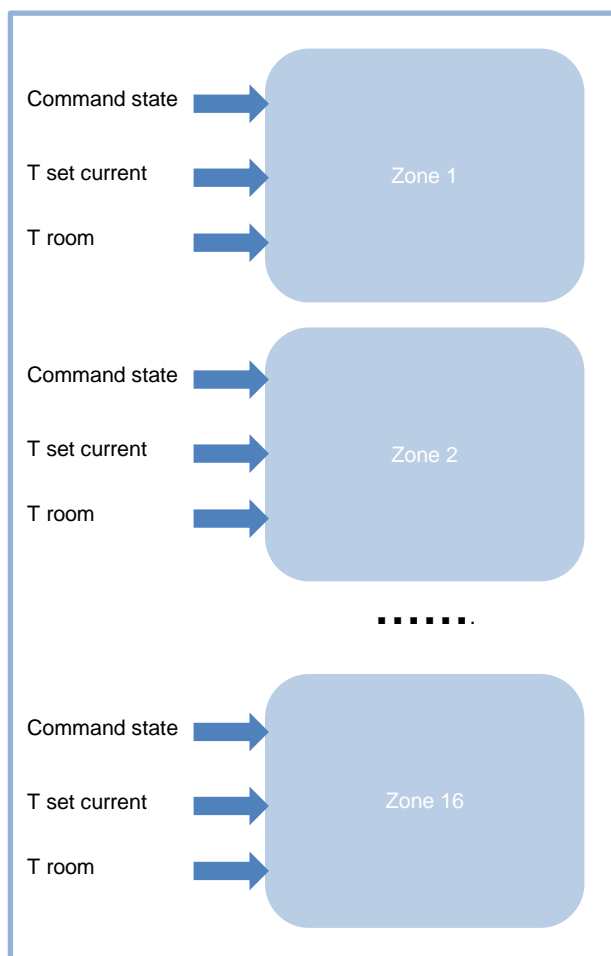 Command state
T set current
Zone 1
T room
Command state
T set current
Zone 2
T room
.......
Command state
T set current
Zone 16
T room